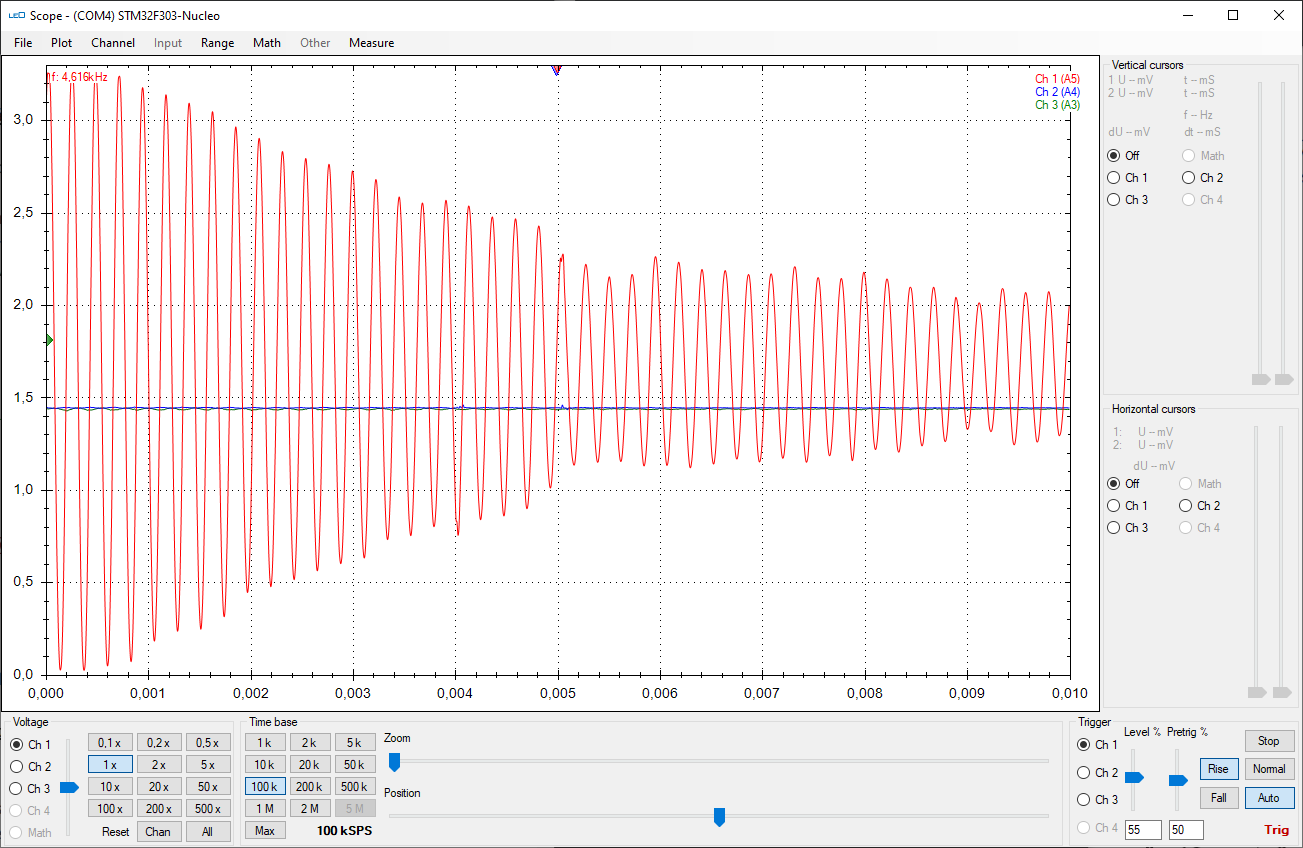 LEO Scope - (COM4) STM32F303-Nucleo
File Plot Channel Input Range Math Other Measure
f: 4,616kHz
Ch 1 (A5)
Ch 2 (A4)
Ch 3 (A3)
3,0
2,5
2,0
1,5
1,0
0,5
0,0
0,000 0,001 0,002 0,003 0,004 0,005 0,006 0,007 0,008 0,009 0,010
Vertical cursors
1 U -- mV t -- mS
2 U -- mV t -- mS
f -- Hz
dU -- mV dt -- mS
Off Math
Ch 1 Ch 2
Ch 3 Ch 4
Horizontal cursors
1: U -- mV
2: U -- mV
dU -- mV
Off Math
Ch 1 Ch 2
Ch 3 Ch 4
Voltage
Ch 1 0,1 x 0,2 x 0,5 x
Ch 2 1 x 2 x 5 x
Ch 3 10 x 20 x 50 x
Ch 4 100 x 200 x 500 x
Math Reset Chan All
Time base
1 k 2 k 5 k
10 k 20 k 50 k
100 k 200 k 500 k
1 M 2 M 5 M
Max 100 kSPS
Zoom
Position
Trigger
Level % Pretrig %
Ch 1 Stop
Ch 2 Rise Normal
Ch 3 Fall Auto
Ch 4 55 50 Trig